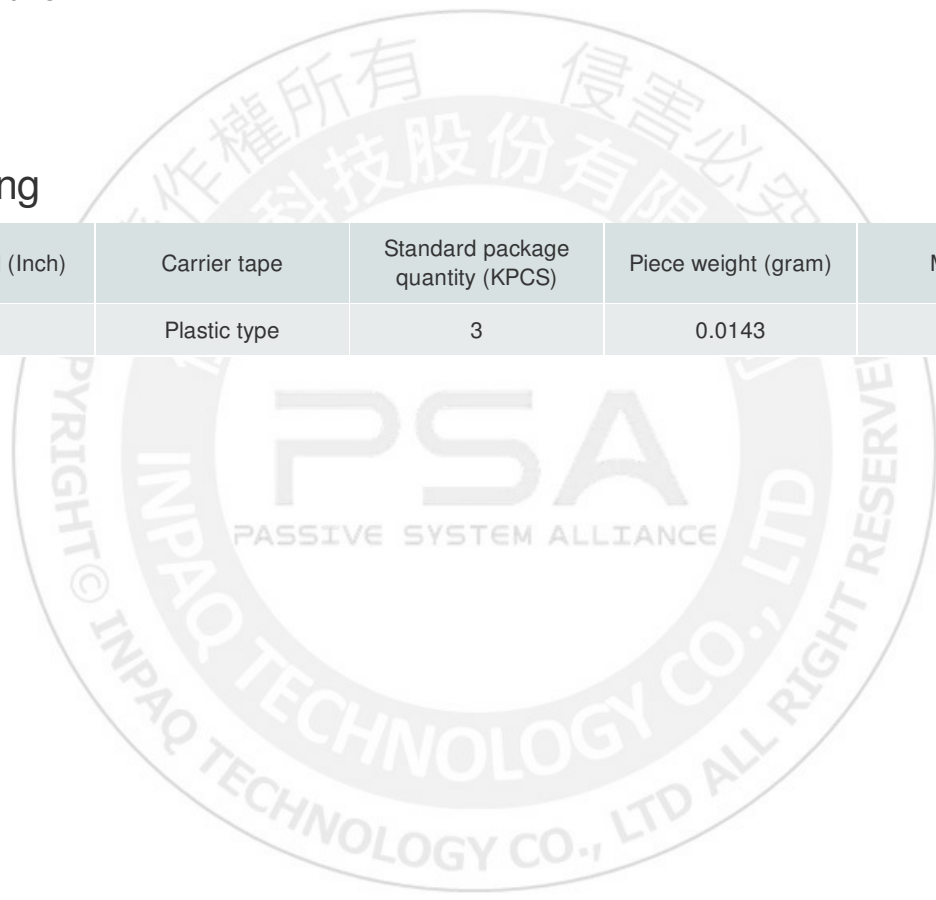 ng
(Inch)
Carrier tape
Standard package
quantity (KPCS)
Piece weight (gram)
Plastic type
3
0.0143
作權所有 侵害必究
科技股份有限
PSA
PASSIVE SYSTEM ALLIANCE
INPAQ TECHNOLOGY CO., LTD
PYRIGHT © INPAQ TECHNOLOGY CO., LTD ALL RIGHT RESERVE